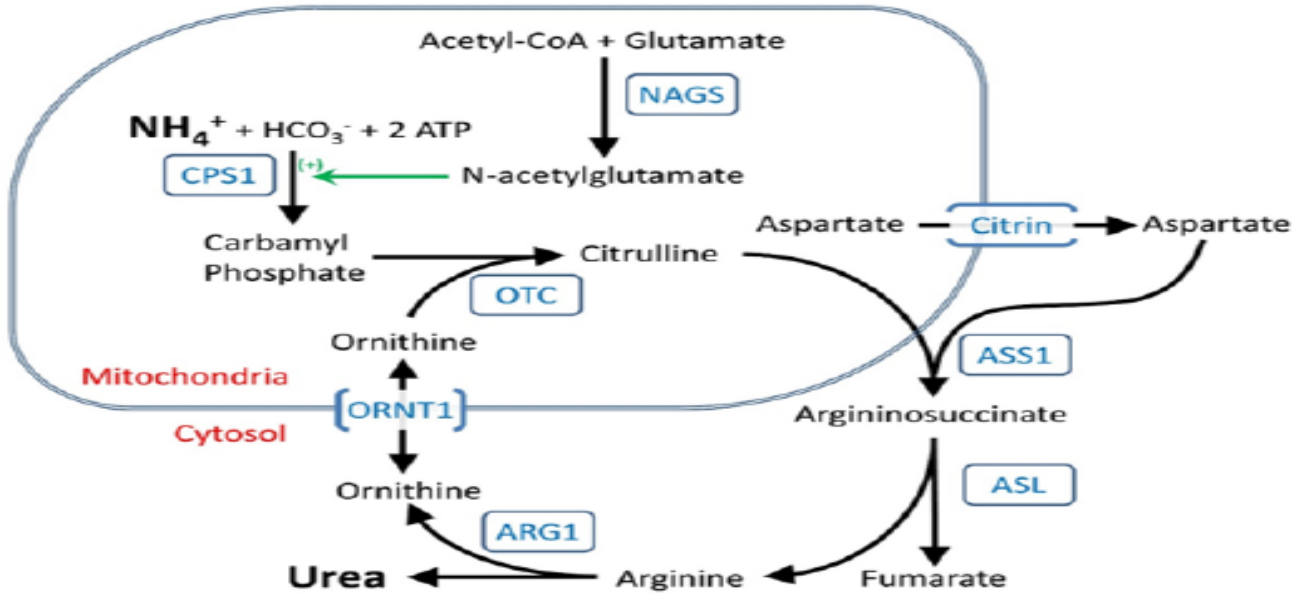 Acetyl-CoA + Glutamate
NAGS
NH₄⁺ + HCO₃⁻ + 2 ATP
CPS1
(+)
N-acetylglutamate
Aspartate
Citrin
Aspartate
Carbamyl
Phosphate
Citrulline
OTC
Ornithine
ASS1
Mitochondria
ORNT1
Cytosol
Argininosuccinate
Ornithine
ASL
ARG1
Urea
Arginine
Fumarate